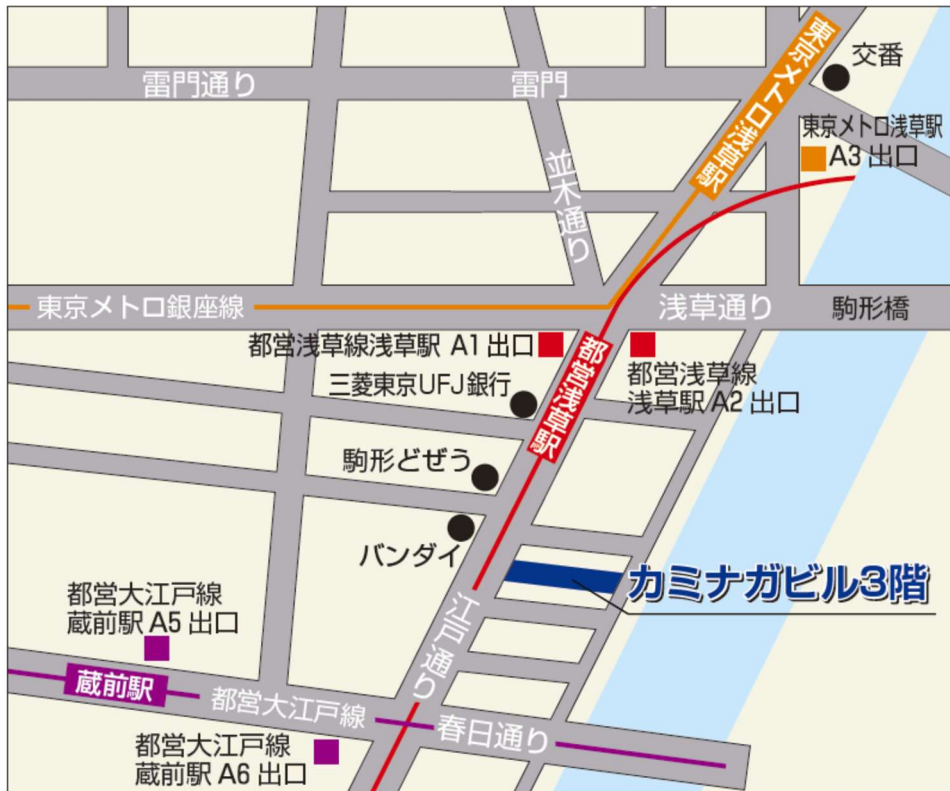 東京メトロ浅草駅
交番
雷門通り
雷門
東京メトロ浅草駅
A3 出口
並木通り
東京メトロ銀座線
浅草通り
駒形橋
都営浅草線浅草駅 A1 出口
都営浅草駅
都営浅草線
浅草駅 A2 出口
三菱東京UFJ銀行
駒形どぜう
バンダイ
カミナガビル3階
都営大江戸線
蔵前駅 A5 出口
江戸通り
蔵前駅
都営大江戸線
春日通り
都営大江戸線
蔵前駅 A6 出口